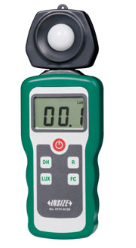 00.1
DH R
LUX FC
INSIZE